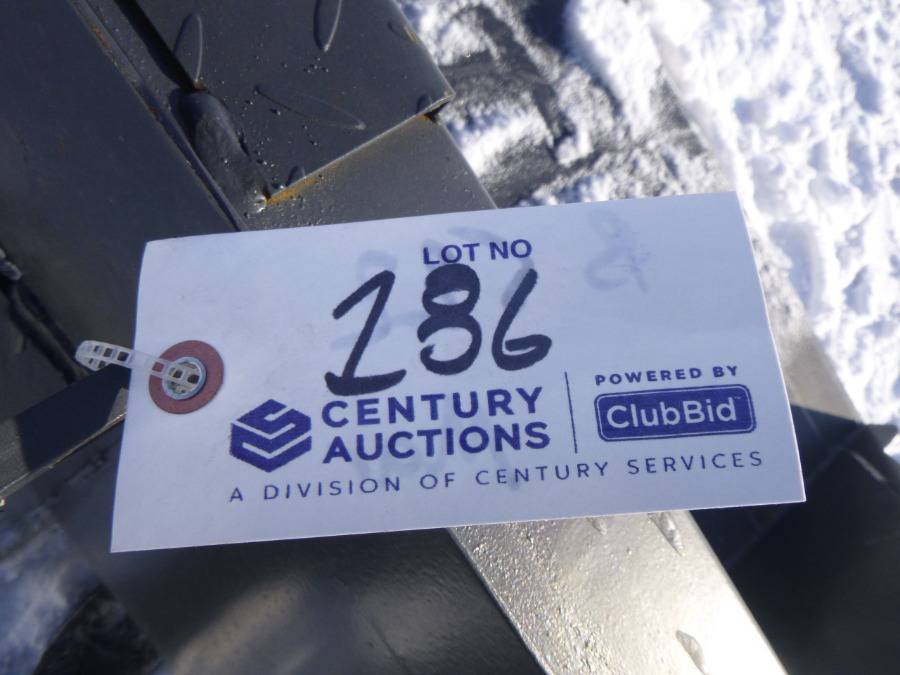 LOT NO
186
CENTURY
AUCTIONS
POWERED BY
ClubBid
A DIVISION OF CENTURY SERVICES